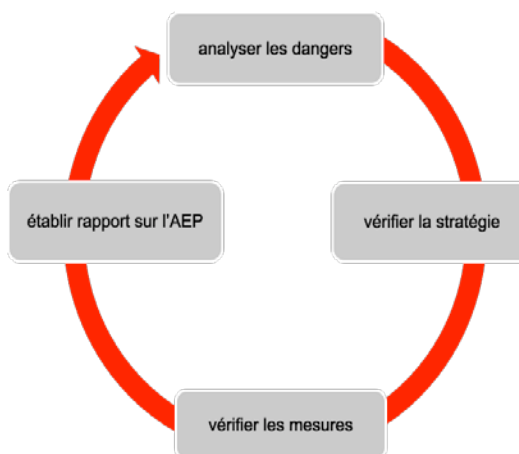 analyser les dangers
établir rapport sur l'AEP
vérifier la stratégie
vérifier les mesures